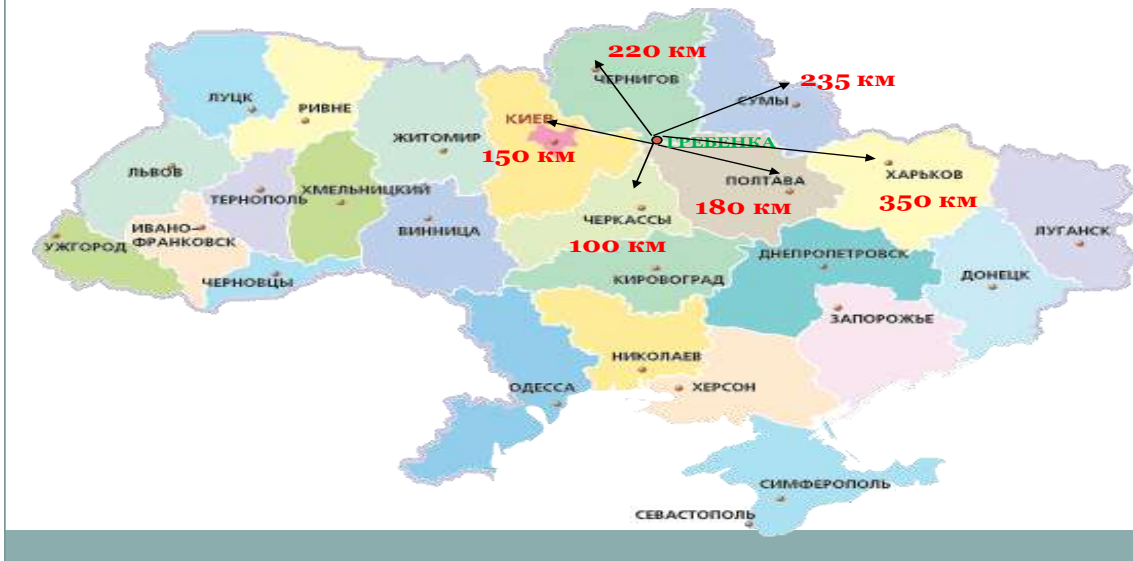 220 км
ЧЕРНИГОВ
235 км
СУМЫ
ЛУЦК
РИВНЕ
КИЕВ
ЖИТОМИР
150 км
ГРЕБЕНКА
ЛЬВОВ
ТЕРНОПОЛЬ
ХМЕЛЬНИЦКИЙ
ПОЛТАВА
ХАРЬКОВ
180 км
350 км
ЧЕРКАССЫ
100 км
УЖГОРОД
ИВАНО-
ФРАНКОВСК
ВИННИЦА
ЛУГАНСК
ЧЕРНОВЦЫ
КИРОВОГРАД
ДНЕПРОПЕТРОВСК
ДОНЕЦК
ЗАПОРОЖЬЕ
НИКОЛАЕВ
ОДЕССА
ХЕРСОН
СИМФЕРОПОЛЬ
СЕВАСТОПОЛЬ